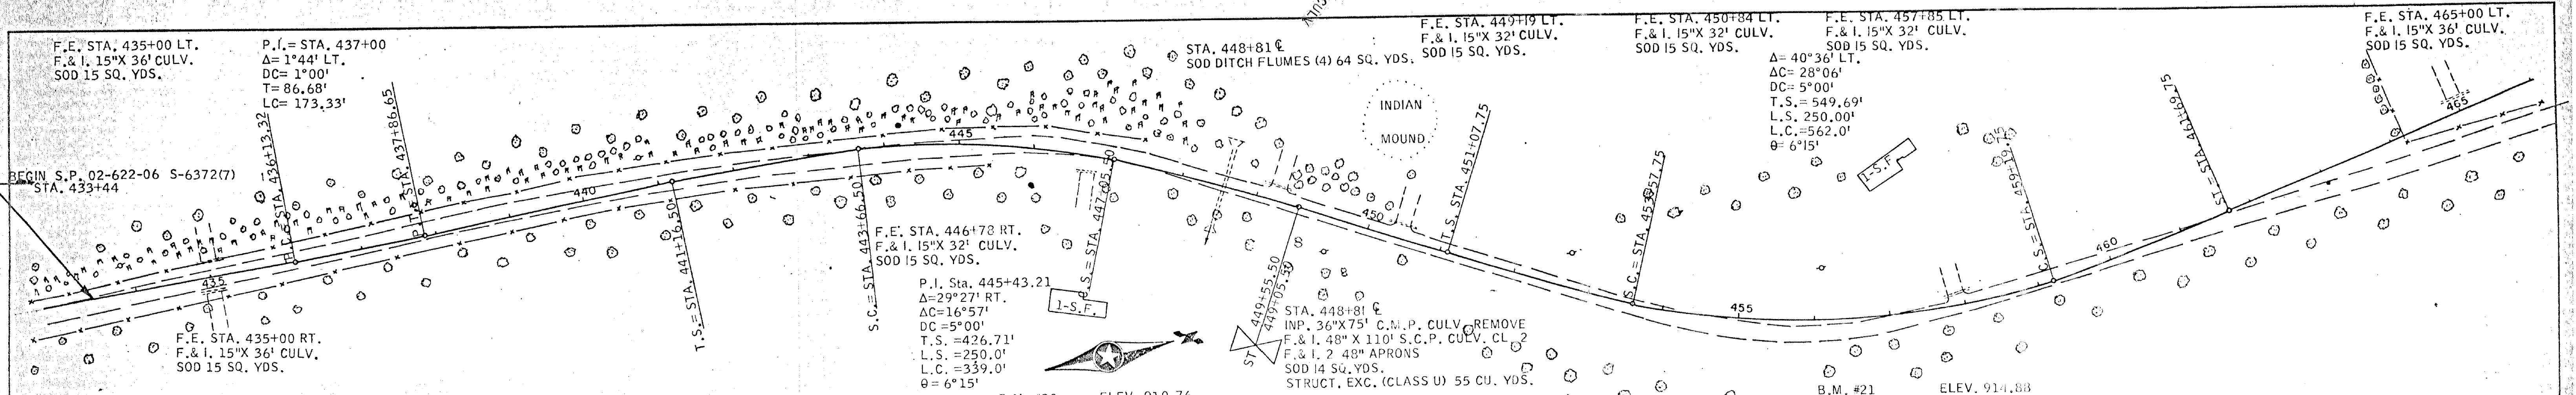 F.E. STA. 435+00 LT.
F.& I. 15"X 36' CULV.
SOD 15 SQ. YDS.
P.I.= STA. 437+00
Δ= 1°44' LT.
DC= 1°00'
T= 86.68'
LC= 173.33'
BEGIN S.P. 02-622-06 S-6372(7)
STA. 433+44
STA. 436+13.32
P.T.= STA. 437+86.65
435
440
445
F.E. STA. 435+00 RT.
F.& I. 15"X 36' CULV.
SOD 15 SQ. YDS.
T.S.= STA. 441+16.50
S.C.= STA. 443+66.50
F.E. STA. 446+78 RT.
F.& I. 15"X 32' CULV.
SOD 15 SQ. YDS.
P.I. Sta. 445+43.21
Δ=29°27' RT.
ΔC=16°57'
DC =5°00'
T.S. =426.71'
L.S. =250.0'
L.C. =339.0'
θ = 6°15'
C.S.= STA. 447+05.50
1-S.F.
STA. 448+81 ℄
SOD DITCH FLUMES (4) 64 SQ. YDS.
F.E. STA. 449+19 LT.
F.& I. 15"X 32' CULV.
SOD 15 SQ. YDS.
INDIAN
MOUND
449+55.50
449+05.50
ST
STA. 448+81 ℄
INP. 36"X75' C.M.P. CULV. REMOVE
F.& I. 48" X 110' S.C.P. CULV. CL. 2
F.& I. 2 48" APRONS
SOD 14 SQ.YDS.
STRUCT. EXC. (CLASS U) 55 CU. YDS.
450
T.S. STA. 451+07.75
F.E. STA. 450+84 LT.
F.& I. 15"X 32' CULV.
SOD 15 SQ. YDS.
F.E. STA. 457+85 LT.
F.& I. 15"X 32' CULV.
SOD 15 SQ. YDS.
Δ= 40°36' LT.
ΔC= 28°06'
DC= 5°00'
T.S.= 549.69'
L.S. 250.00'
L.C.=562.0'
θ= 6°15'
S.C.= STA. 453+57.75
455
1-S.F.
C.S.= STA. 459+19.75
460
ST = STA. 461+69.75
F.E. STA. 465+00 LT.
F.& I. 15"X 36' CULV.
SOD 15 SQ. YDS.
465
ELEV. 910.74
B.M. #21 ELEV. 914.88